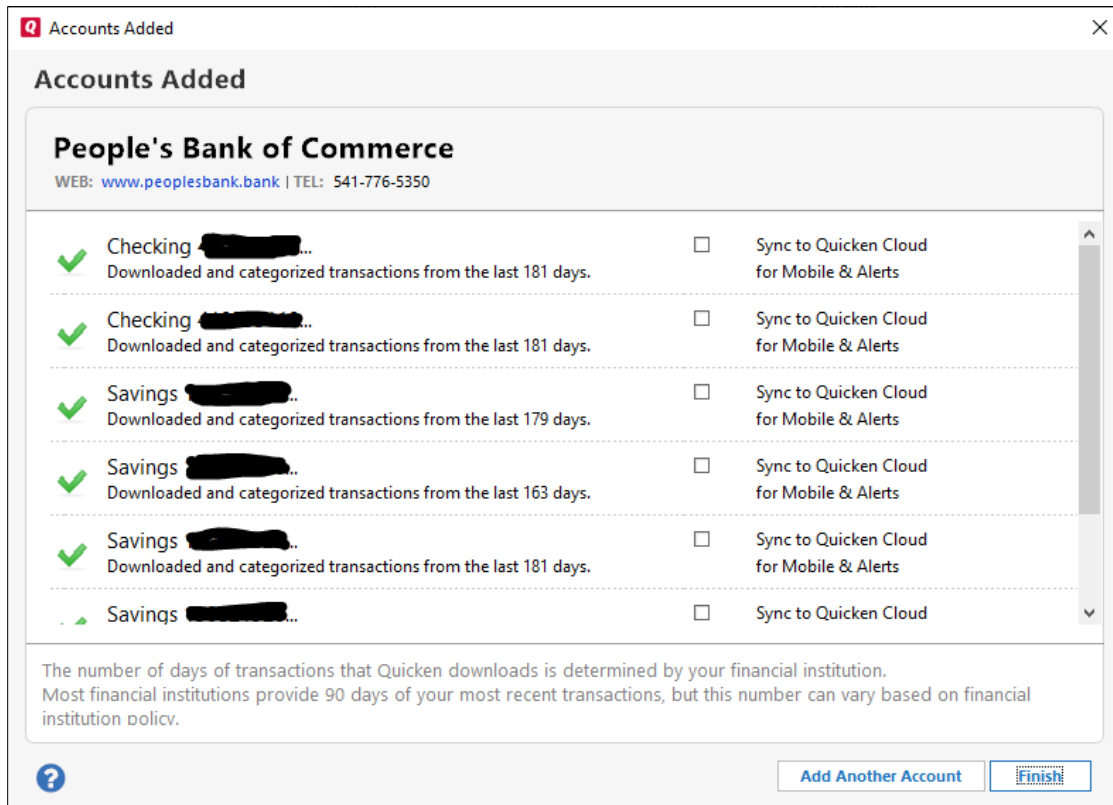 Accounts Added
Accounts Added
People's Bank of Commerce
WEB: www.peoplesbank.bank | TEL: 541-776-5350
Checking ... Sync to Quicken Cloud
Downloaded and categorized transactions from the last 181 days. for Mobile & Alerts
Checking ... Sync to Quicken Cloud
Downloaded and categorized transactions from the last 181 days. for Mobile & Alerts
Savings ... Sync to Quicken Cloud
Downloaded and categorized transactions from the last 179 days. for Mobile & Alerts
Savings ... Sync to Quicken Cloud
Downloaded and categorized transactions from the last 163 days. for Mobile & Alerts
Savings ... Sync to Quicken Cloud
Downloaded and categorized transactions from the last 181 days. for Mobile & Alerts
Savings ... Sync to Quicken Cloud
The number of days of transactions that Quicken downloads is determined by your financial institution.
Most financial institutions provide 90 days of your most recent transactions, but this number can vary based on financial
institution policy.
? Add Another Account Finish